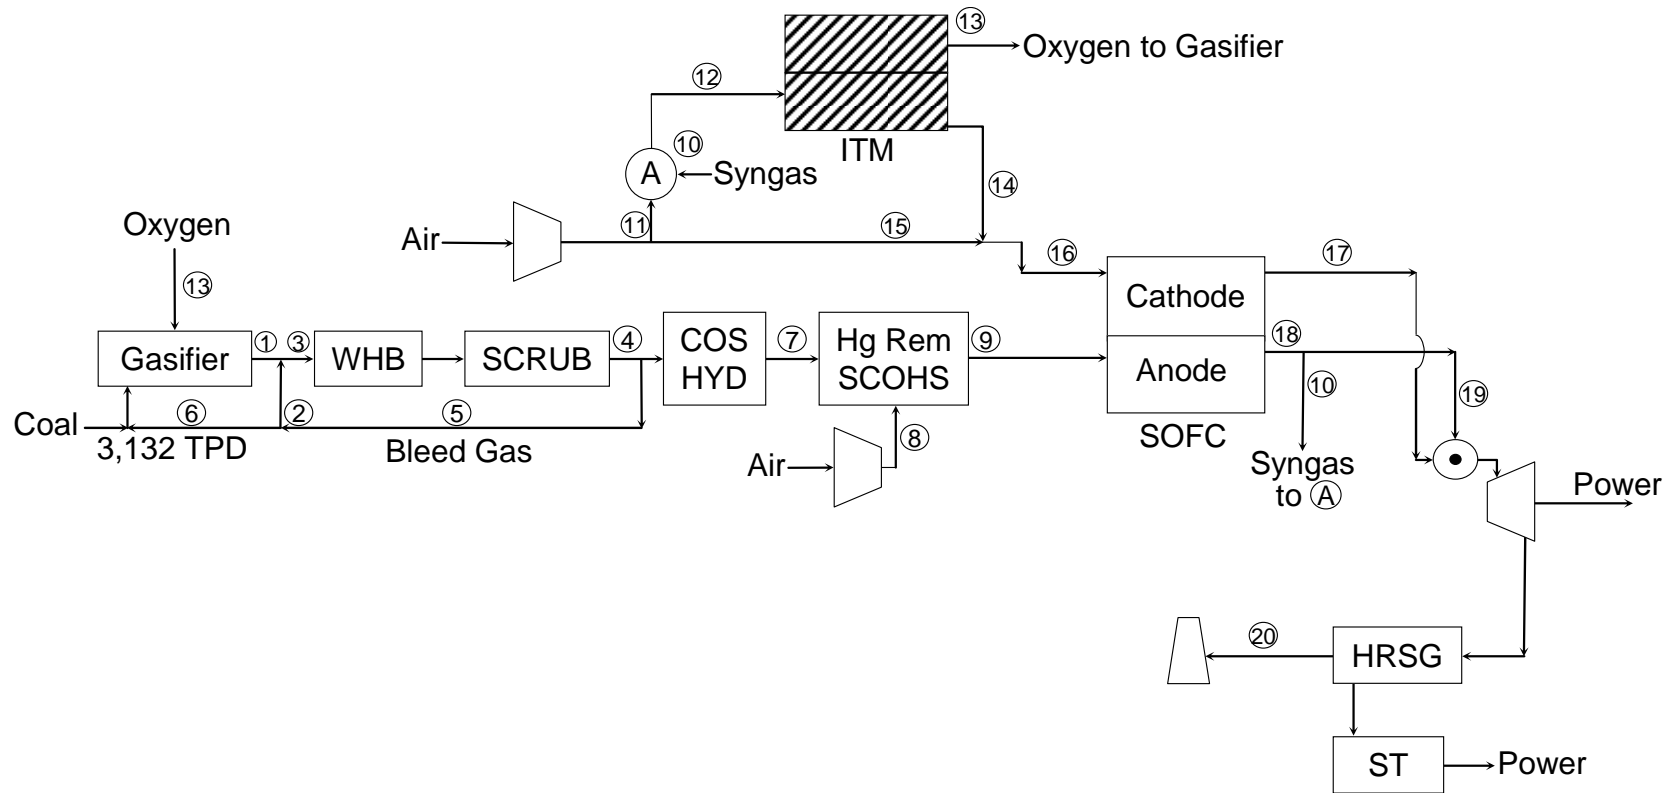 13
Oxygen to Gasifier
12
ITM
10
A
Syngas
14
Oxygen
11
15
Air
16
17
13
Cathode
Anode
SOFC
Gasifier
1
3
WHB
SCRUB
4
COS
HYD
7
Hg Rem
SCOHS
9
18
10
19
Coal
6
2
5
3,132 TPD
Bleed Gas
Air
8
Syngas
to A
Power
20
HRSG
ST
Power